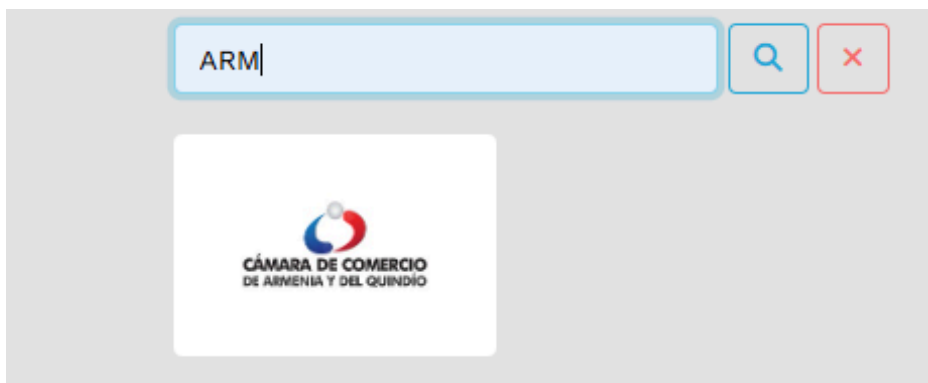 ARM
CÁMARA DE COMERCIO
DE ARMENIA Y DEL QUINDÍO